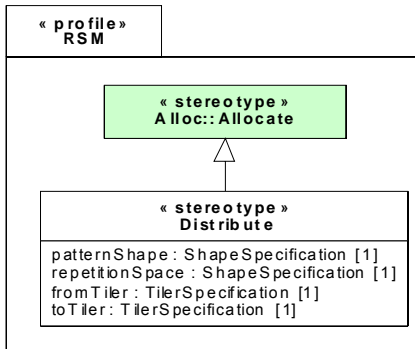 « profile»
RSM
« stereotype »
Alloc::Allocate
« stereotype »
Distribute
patternShape : ShapeSpecification [1]
repetitionSpace : ShapeSpecification [1]
fromTiler : TilerSpecification [1]
toTiler : TilerSpecification [1]